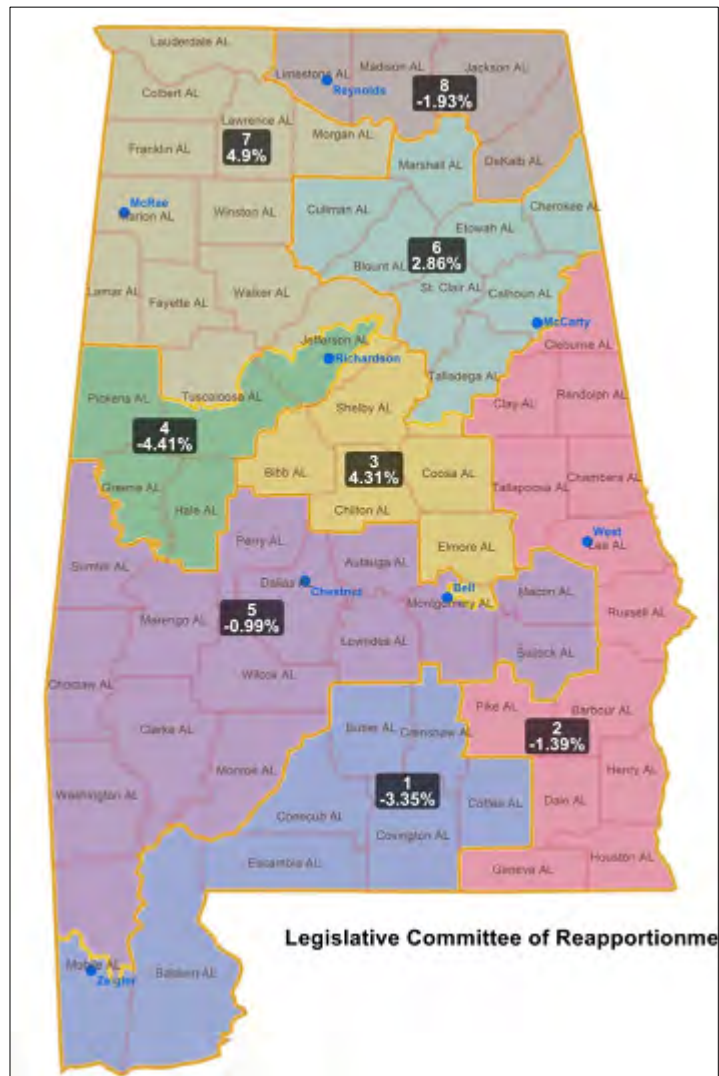 Lauderdale AL
Limestone AL
Madison AL
Jackson AL
Reynolds
8
-1.93%
Colbert AL
Lawrence AL
7
4.9%
Morgan AL
Franklin AL
Marshall AL
DeKalb AL
McRae
Marion AL
Winston AL
Cullman AL
Cherokee AL
Etowah AL
6
2.86%
Blount AL
St. Clair AL
Calhoun AL
Lamar AL
Fayette AL
Walker AL
McCarty
Jefferson AL
Richardson
Cleburne AL
Talladega AL
Pickens AL
Tuscaloosa AL
Shelby AL
Clay AL
Randolph AL
4
-4.41%
3
4.31%
Bibb AL
Coosa AL
Tallapoosa AL
Chambers AL
Greene AL
Hale AL
Chilton AL
Perry AL
Elmore AL
West
Lee AL
Sumter AL
Autauga AL
Dallas AL
Chestnut
Bell
Montgomery AL
Macon AL
Russell AL
5
-0.99%
Marengo AL
Lowndes AL
Bullock AL
Wilcox AL
Choctaw AL
Pike AL
Barbour AL
Clarke AL
Butler AL
Crenshaw AL
2
-1.39%
Monroe AL
Henry AL
Washington AL
1
-3.35%
Coffee AL
Dale AL
Conecuh AL
Covington AL
Escambia AL
Geneva AL
Houston AL
Legislative Committee of Reapportionme
Mobile AL
Zeigler
Baldwin AL